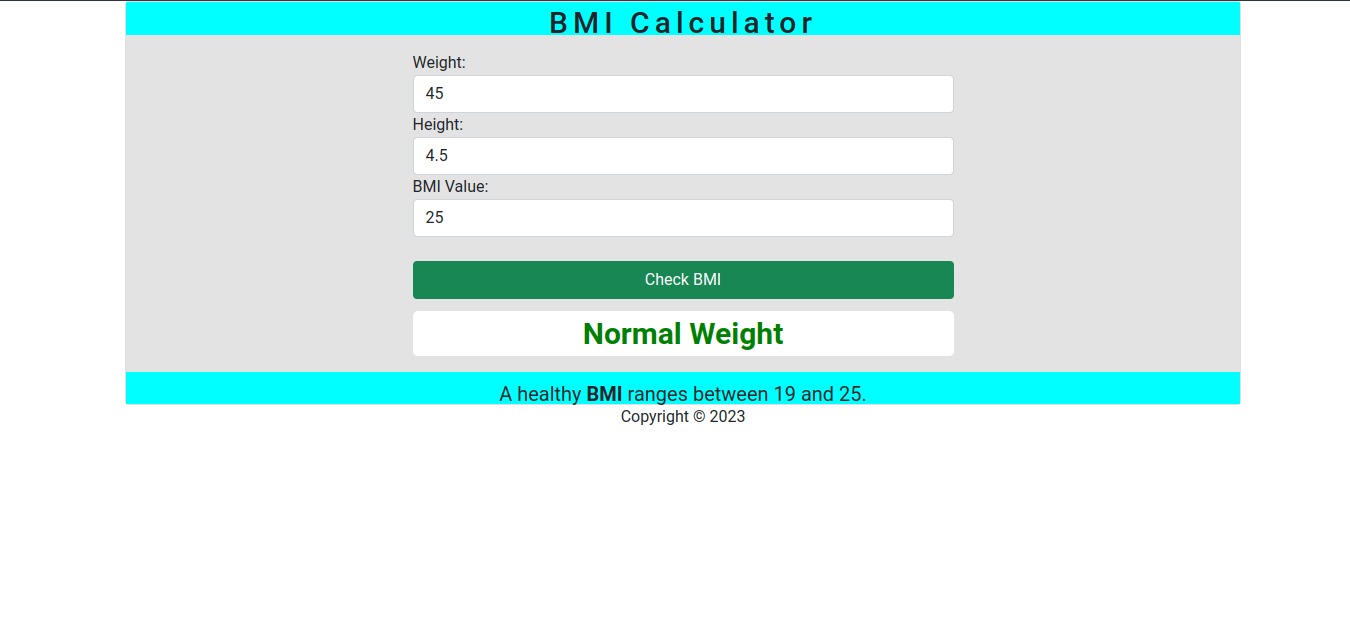 BMI Calculator
Weight:
45
Height:
4.5
BMI Value:
25
Check BMI
Normal Weight
A healthy BMI ranges between 19 and 25.
Copyright © 2023